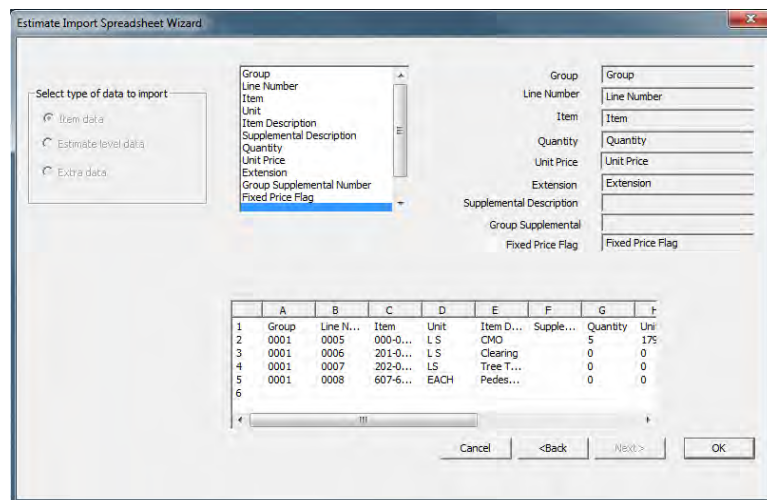 Estimate Import Spreadsheet Wizard
Select type of data to import
Item data
Estimate level data
Extra data
Group
Line Number
Item
Unit
Item Description
Supplemental Description
Quantity
Unit Price
Extension
Group Supplemental Number
Fixed Price Flag
Group Group
Line Number Line Number
Item Item
Quantity Quantity
Unit Price Unit Price
Extension Extension
Supplemental Description
Group Supplemental
Fixed Price Flag Fixed Price Flag
A B C D E F G H
1 Group Line N... Item Unit Item D... Supple... Quantity Uni
2 0001 0005 000-0... L S CMO 5 179
3 0001 0006 201-0... L S Clearing 0 0
4 0001 0007 202-0... LS Tree T... 0 0
5 0001 0008 607-6... EACH Pedes... 0 0
6
Cancel <Back Next> OK